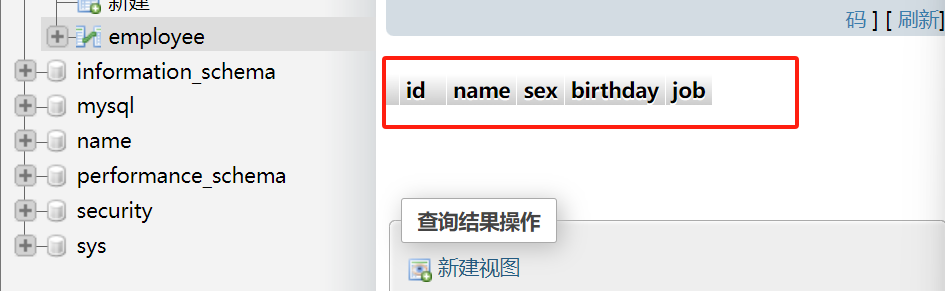 新建
employee
information_schema
mysql
name
performance_schema
security
sys
码 ] [ 刷新]
id name sex birthday job
查询结果操作
新建视图